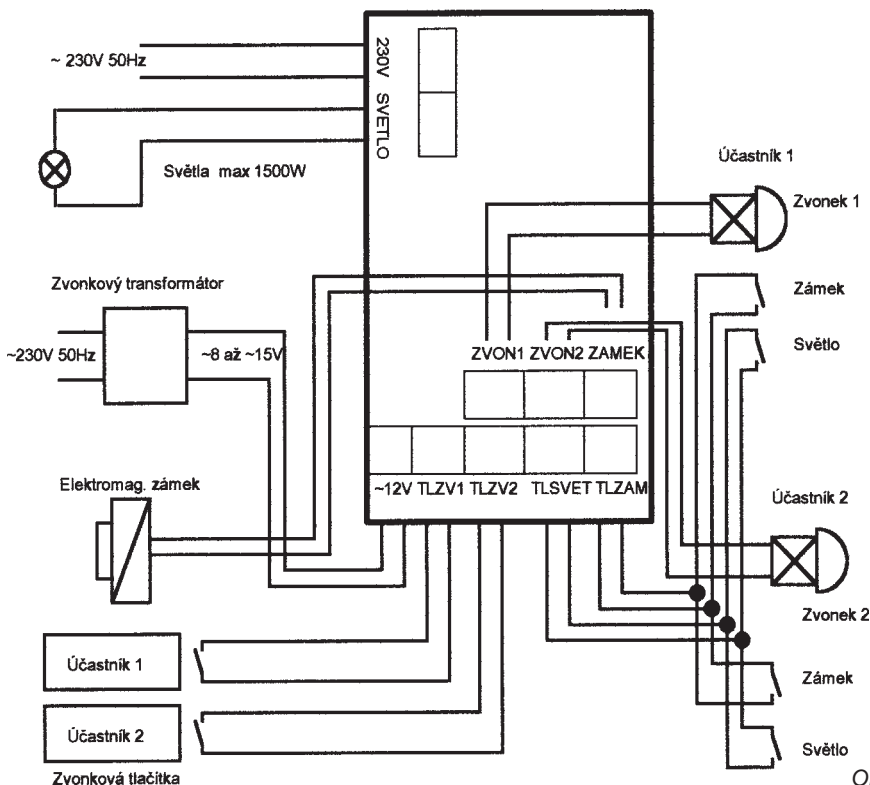 ~ 230V 50Hz
230V
SVETLO
Světla max 1500W
Účastník 1
Zvonek 1
Zvonkový transformátor
Zámek
~230V 50Hz
~8 až ~15V
Světlo
ZVON1 ZVON2 ZAMEK
Elektromag. zámek
~12V TLZV1 TLZV2 TLSVET TLZAM
Účastník 2
Zvonek 2
Účastník 1
Zámek
Účastník 2
Světlo
Zvonková tlačítka